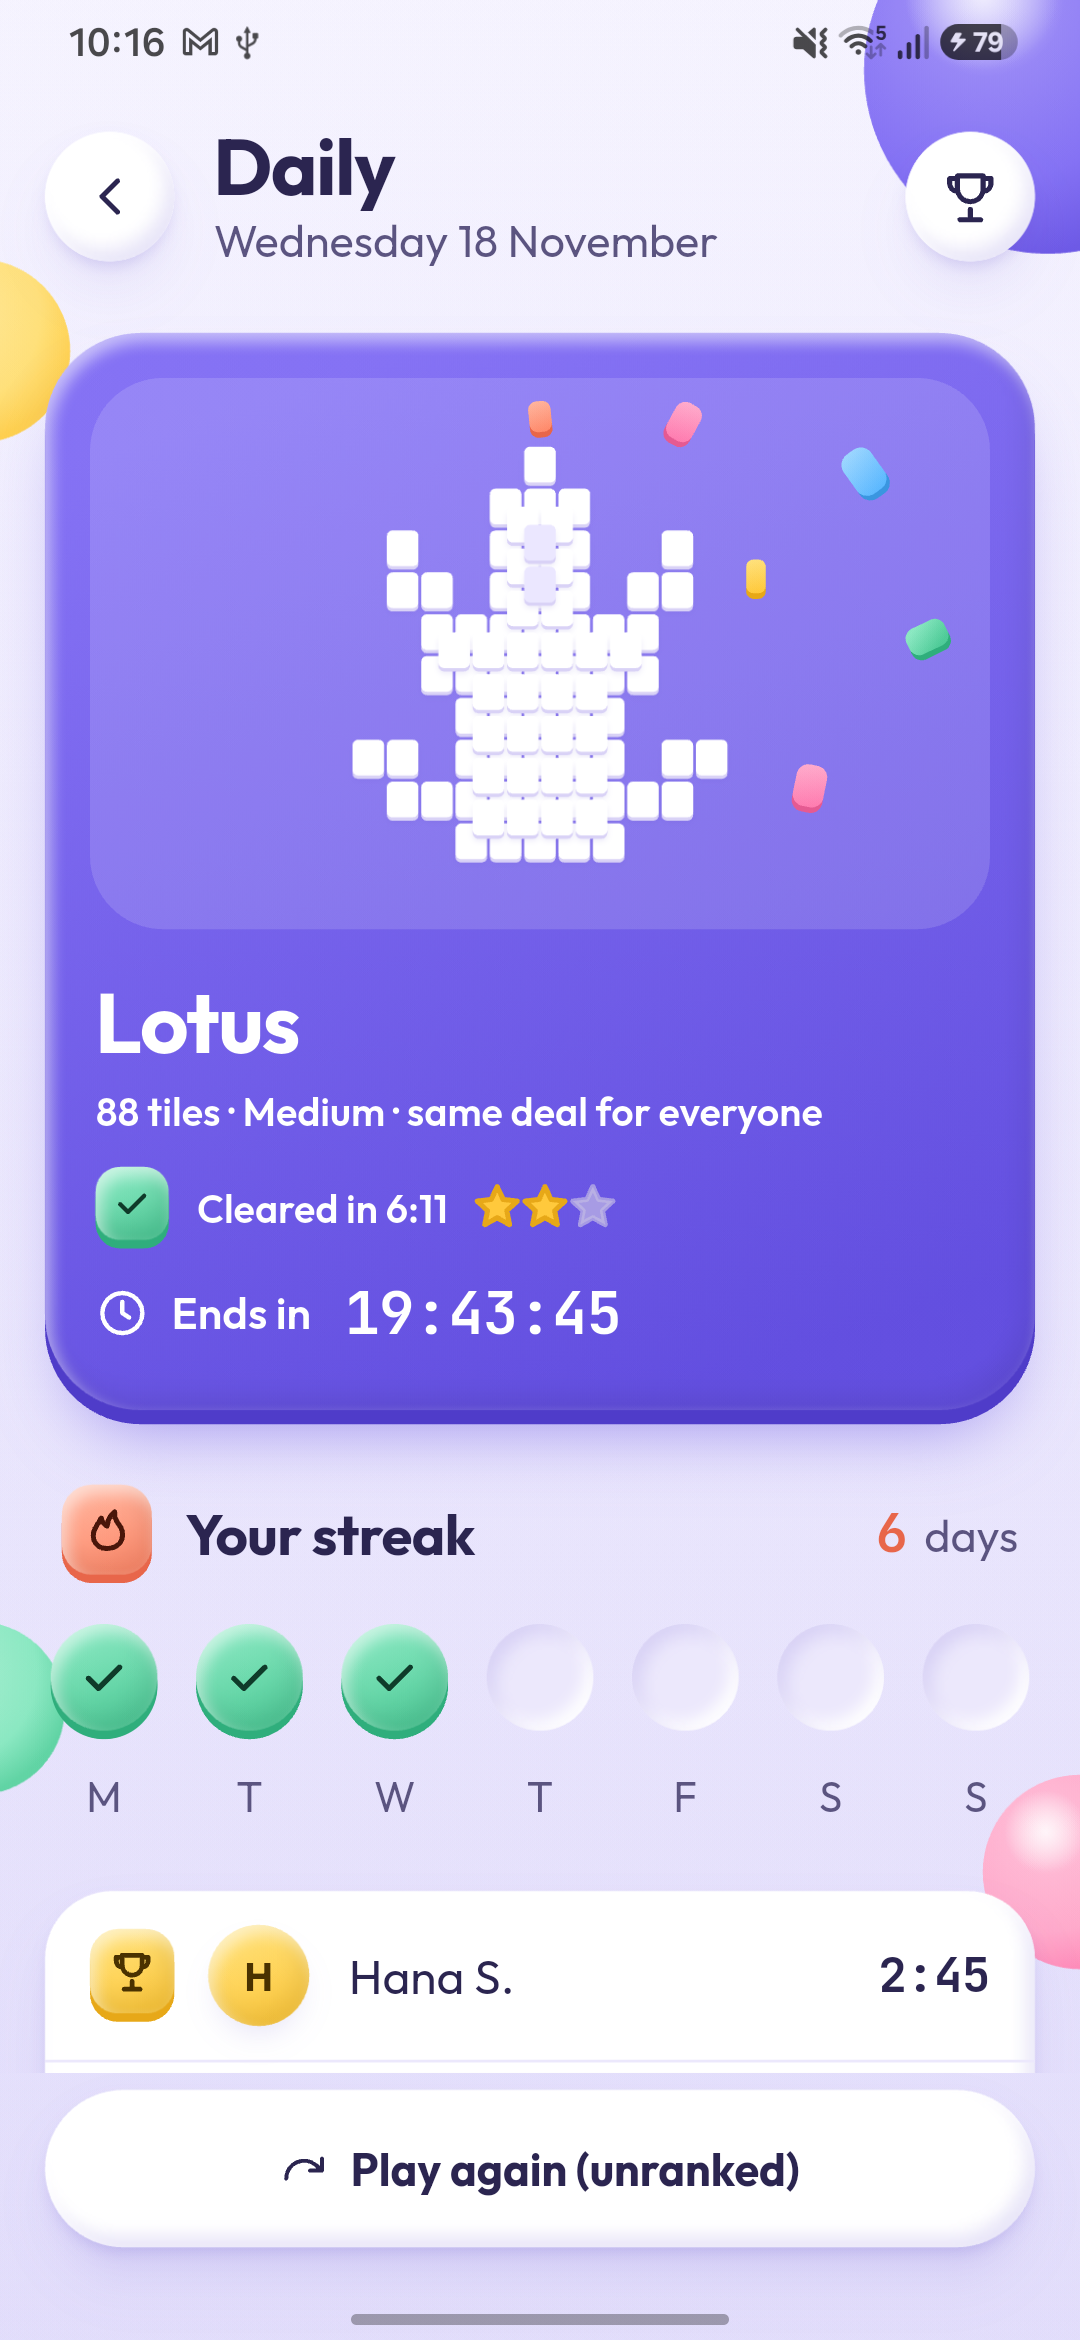 10:16
5
79
Daily
Wednesday 18 November
Lotus
88 tiles · Medium · same deal for everyone
Cleared in 6:11
Ends in 19:43:45
Your streak
6 days
M T W T F S S
H Hana S. 2:45
Play again (unranked)